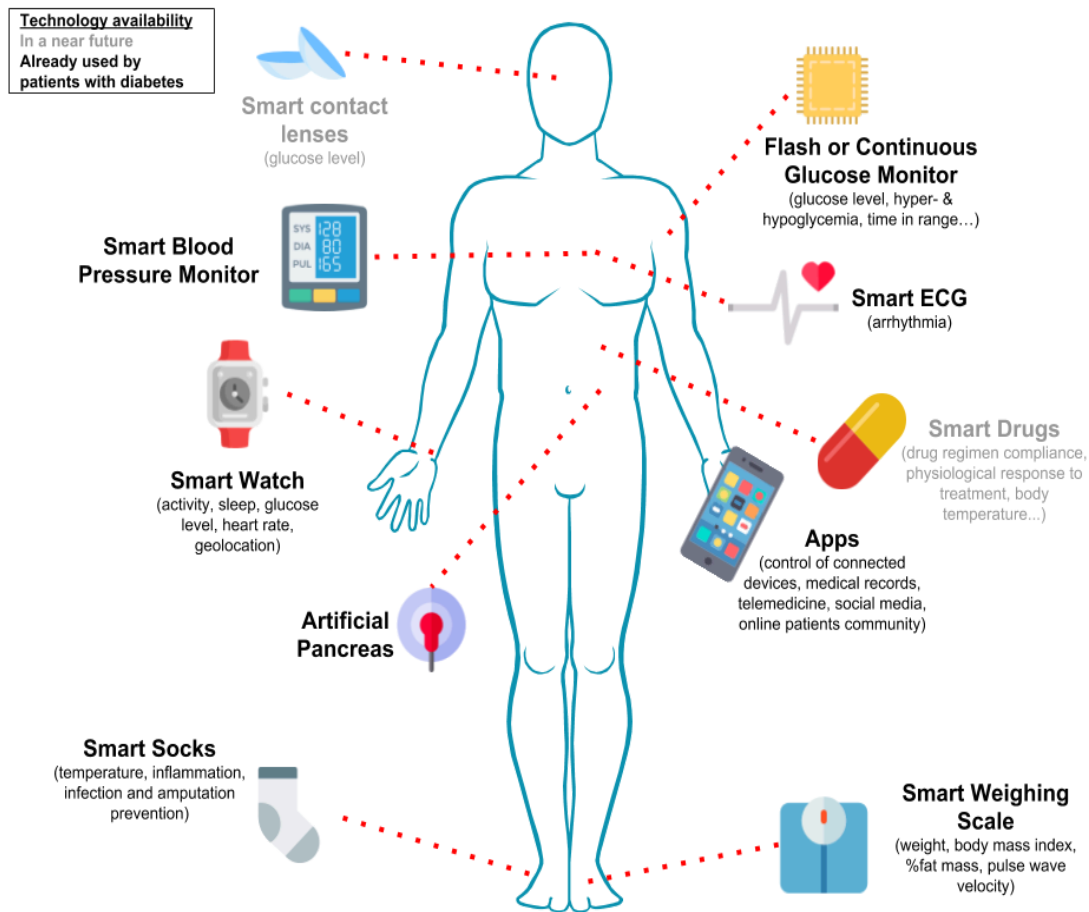 Technology availability
In a near future
Already used by
patients with diabetes
Smart contact
lenses
(glucose level)
Flash or Continuous
Glucose Monitor
(glucose level, hyper- &
hypoglycemia, time in range…)
Smart Blood
Pressure Monitor
SYS 128
DIA 80
PUL 165
Smart ECG
(arrhythmia)
Smart Watch
(activity, sleep, glucose
level, heart rate,
geolocation)
Smart Drugs
(drug regimen compliance,
physiological response to
treatment, body
temperature...)
Apps
(control of connected
devices, medical records,
telemedicine, social media,
online patients community)
Artificial
Pancreas
Smart Socks
(temperature, inflammation,
infection and amputation
prevention)
Smart Weighing
Scale
(weight, body mass index,
%fat mass, pulse wave
velocity)